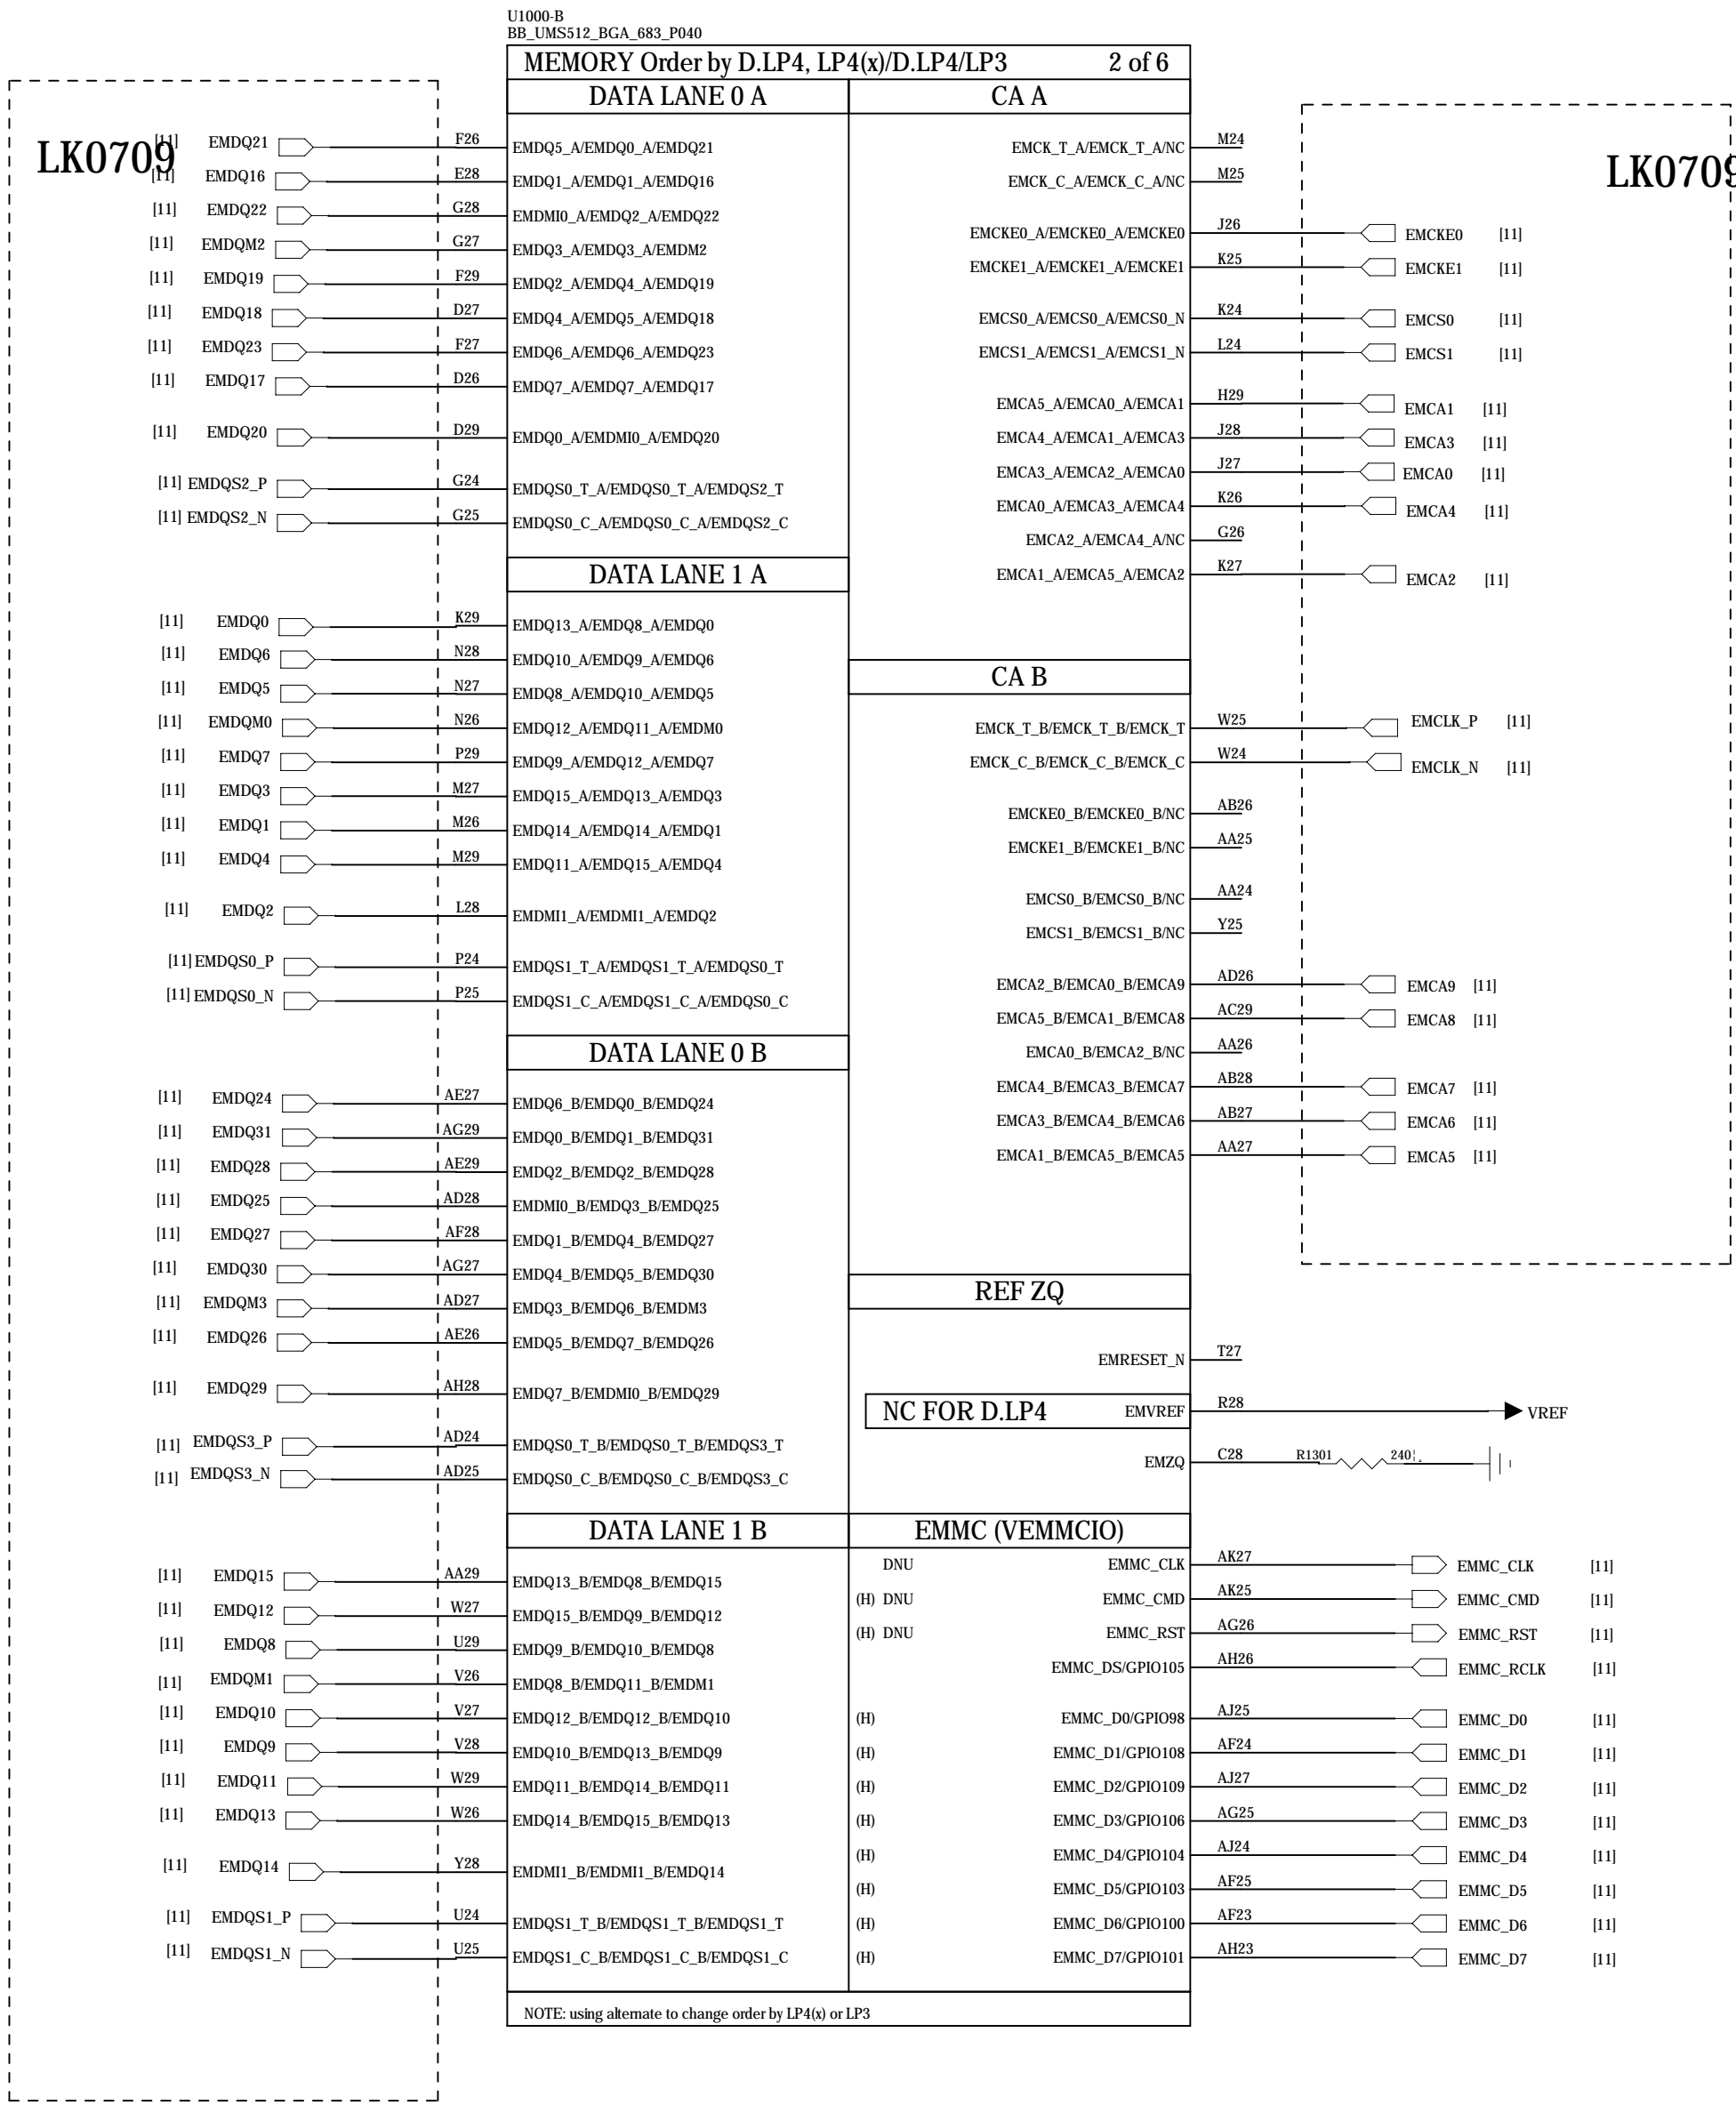 U1000-B
BB_UMS512_BGA_683_P040
MEMORY Order by D.LP4, LP4(x)/D.LP4/LP3 2 of 6
DATA LANE 0 A
LK0709
[11] EMDQ21 F26 EMDQ5_A/EMDQ0_A/EMDQ21
[11] EMDQ16 E28 EMDQ1_A/EMDQ1_A/EMDQ16
[11] EMDQ22 G28 EMDMI0_A/EMDQ2_A/EMDQ22
[11] EMDQM2 G27 EMDQ3_A/EMDQ3_A/EMDM2
[11] EMDQ19 F29 EMDQ2_A/EMDQ4_A/EMDQ19
[11] EMDQ18 D27 EMDQ4_A/EMDQ5_A/EMDQ18
[11] EMDQ23 F27 EMDQ6_A/EMDQ6_A/EMDQ23
[11] EMDQ17 D26 EMDQ7_A/EMDQ7_A/EMDQ17
[11] EMDQ20 D29 EMDQ0_A/EMDMI0_A/EMDQ20
[11] EMDQS2_P G24 EMDQS0_T_A/EMDQS0_T_A/EMDQS2_T
[11] EMDQS2_N G25 EMDQS0_C_A/EMDQS0_C_A/EMDQS2_C
DATA LANE 1 A
[11] EMDQ0 K29 EMDQ13_A/EMDQ8_A/EMDQ0
[11] EMDQ6 N28 EMDQ10_A/EMDQ9_A/EMDQ6
[11] EMDQ5 N27 EMDQ8_A/EMDQ10_A/EMDQ5
[11] EMDQM0 N26 EMDQ12_A/EMDQ11_A/EMDM0
[11] EMDQ7 P29 EMDQ9_A/EMDQ12_A/EMDQ7
[11] EMDQ3 M27 EMDQ15_A/EMDQ13_A/EMDQ3
[11] EMDQ1 M26 EMDQ14_A/EMDQ14_A/EMDQ1
[11] EMDQ4 M29 EMDQ11_A/EMDQ15_A/EMDQ4
[11] EMDQ2 L28 EMDMI1_A/EMDMI1_A/EMDQ2
[11] EMDQS0_P P24 EMDQS1_T_A/EMDQS1_T_A/EMDQS0_T
[11] EMDQS0_N P25 EMDQS1_C_A/EMDQS1_C_A/EMDQS0_C
DATA LANE 0 B
[11] EMDQ24 AE27 EMDQ6_B/EMDQ0_B/EMDQ24
[11] EMDQ31 AG29 EMDQ0_B/EMDQ1_B/EMDQ31
[11] EMDQ28 AE29 EMDQ2_B/EMDQ2_B/EMDQ28
[11] EMDQ25 AD28 EMDMI0_B/EMDQ3_B/EMDQ25
[11] EMDQ27 AF28 EMDQ1_B/EMDQ4_B/EMDQ27
[11] EMDQ30 AG27 EMDQ4_B/EMDQ5_B/EMDQ30
[11] EMDQM3 AD27 EMDQ3_B/EMDQ6_B/EMDM3
[11] EMDQ26 AE26 EMDQ5_B/EMDQ7_B/EMDQ26
[11] EMDQ29 AH28 EMDQ7_B/EMDMI0_B/EMDQ29
[11] EMDQS3_P AD24 EMDQS0_T_B/EMDQS0_T_B/EMDQS3_T
[11] EMDQS3_N AD25 EMDQS0_C_B/EMDQS0_C_B/EMDQS3_C
DATA LANE 1 B
[11] EMDQ15 AA29 EMDQ13_B/EMDQ8_B/EMDQ15
[11] EMDQ12 W27 EMDQ15_B/EMDQ9_B/EMDQ12
[11] EMDQ8 U29 EMDQ9_B/EMDQ10_B/EMDQ8
[11] EMDQM1 V26 EMDQ8_B/EMDQ11_B/EMDM1
[11] EMDQ10 V27 EMDQ12_B/EMDQ12_B/EMDQ10
[11] EMDQ9 V28 EMDQ10_B/EMDQ13_B/EMDQ9
[11] EMDQ11 W29 EMDQ11_B/EMDQ14_B/EMDQ11
[11] EMDQ13 W26 EMDQ14_B/EMDQ15_B/EMDQ13
[11] EMDQ14 Y28 EMDMI1_B/EMDMI1_B/EMDQ14
[11] EMDQS1_P U24 EMDQS1_T_B/EMDQS1_T_B/EMDQS1_T
[11] EMDQS1_N U25 EMDQS1_C_B/EMDQS1_C_B/EMDQS1_C
CA A
LK0709
EMCK_T_A/EMCK_T_A/NC M24
EMCK_C_A/EMCK_C_A/NC M25
EMCKE0_A/EMCKE0_A/EMCKE0 J26 EMCKE0 [11]
EMCKE1_A/EMCKE1_A/EMCKE1 K25 EMCKE1 [11]
EMCS0_A/EMCS0_A/EMCS0_N K24 EMCS0 [11]
EMCS1_A/EMCS1_A/EMCS1_N L24 EMCS1 [11]
EMCA5_A/EMCA0_A/EMCA1 H29 EMCA1 [11]
EMCA4_A/EMCA1_A/EMCA3 J28 EMCA3 [11]
EMCA3_A/EMCA2_A/EMCA0 J27 EMCA0 [11]
EMCA0_A/EMCA3_A/EMCA4 K26 EMCA4 [11]
EMCA2_A/EMCA4_A/NC G26
EMCA1_A/EMCA5_A/EMCA2 K27 EMCA2 [11]
CA B
EMCK_T_B/EMCK_T_B/EMCK_T W25 EMCLK_P [11]
EMCK_C_B/EMCK_C_B/EMCK_C W24 EMCLK_N [11]
EMCKE0_B/EMCKE0_B/NC AB26
EMCKE1_B/EMCKE1_B/NC AA25
EMCS0_B/EMCS0_B/NC AA24
EMCS1_B/EMCS1_B/NC Y25
EMCA2_B/EMCA0_B/EMCA9 AD26 EMCA9 [11]
EMCA5_B/EMCA1_B/EMCA8 AC29 EMCA8 [11]
EMCA0_B/EMCA2_B/NC AA26
EMCA4_B/EMCA3_B/EMCA7 AB28 EMCA7 [11]
EMCA3_B/EMCA4_B/EMCA6 AB27 EMCA6 [11]
EMCA1_B/EMCA5_B/EMCA5 AA27 EMCA5 [11]
REF ZQ
EMRESET_N T27
NC FOR D.LP4 EMVREF R28 VREF
EMZQ C28 R1301 240
EMMC (VEMMCIO)
DNU EMMC_CLK AK27 EMMC_CLK [11]
(H) DNU EMMC_CMD AK25 EMMC_CMD [11]
(H) DNU EMMC_RST AG26 EMMC_RST [11]
EMMC_DS/GPIO105 AH26 EMMC_RCLK [11]
(H) EMMC_D0/GPIO98 AJ25 EMMC_D0 [11]
(H) EMMC_D1/GPIO108 AF24 EMMC_D1 [11]
(H) EMMC_D2/GPIO109 AJ27 EMMC_D2 [11]
(H) EMMC_D3/GPIO106 AG25 EMMC_D3 [11]
(H) EMMC_D4/GPIO104 AJ24 EMMC_D4 [11]
(H) EMMC_D5/GPIO103 AF25 EMMC_D5 [11]
(H) EMMC_D6/GPIO100 AF23 EMMC_D6 [11]
(H) EMMC_D7/GPIO101 AH23 EMMC_D7 [11]
NOTE: using alternate to change order by LP4(x) or LP3